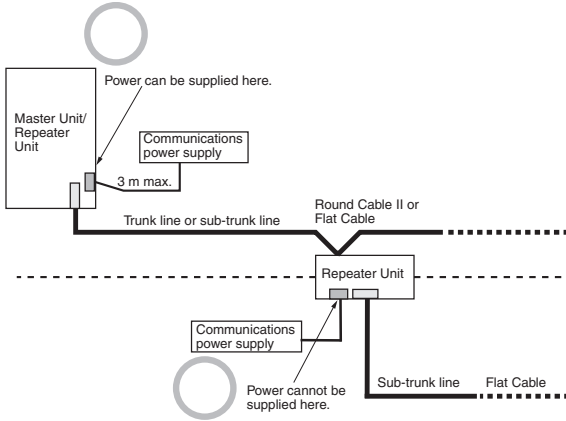 Power can be supplied here.
Master Unit/
Repeater
Unit
Communications
power supply
3 m max.
Trunk line or sub-trunk line
Round Cable II or
Flat Cable
Repeater Unit
Communications
power supply
Power cannot be
supplied here.
Sub-trunk line
Flat Cable